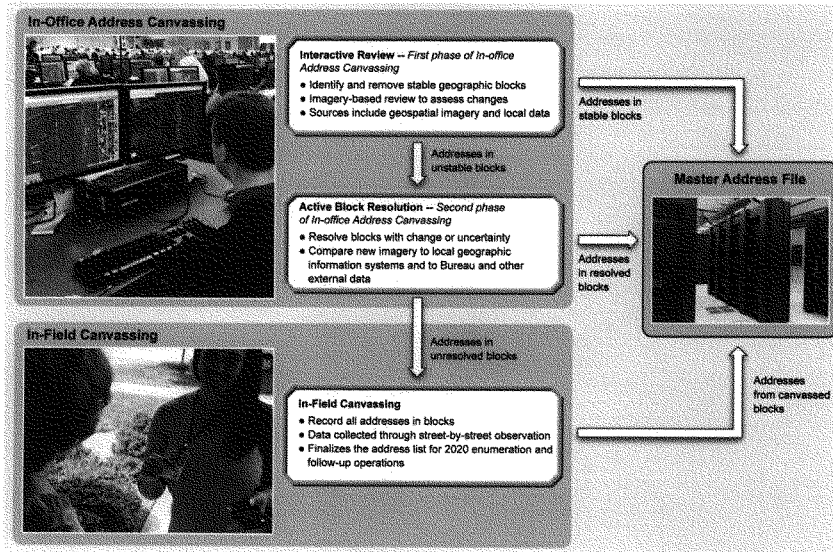 In-Office Address Canvassing
Interactive Review -- First phase of In-office
Address Canvassing
● Identify and remove stable geographic blocks
● Imagery-based review to assess changes
● Sources include geospatial imagery and local data
Addresses in
stable blocks
Addresses in
unstable blocks
Master Address File
Active Block Resolution -- Second phase
of In-office Address Canvassing
● Resolve blocks with change or uncertainty
● Compare new imagery to local geographic
information systems and to Bureau and other
external data
Addresses
in resolved
blocks
In-Field Canvassing
Addresses in
unresolved blocks
In-Field Canvassing
● Record all addresses in blocks
● Data collected through street-by-street observation
● Finalizes the address list for 2020 enumeration and
follow-up operations
Addresses
from canvassed
blocks